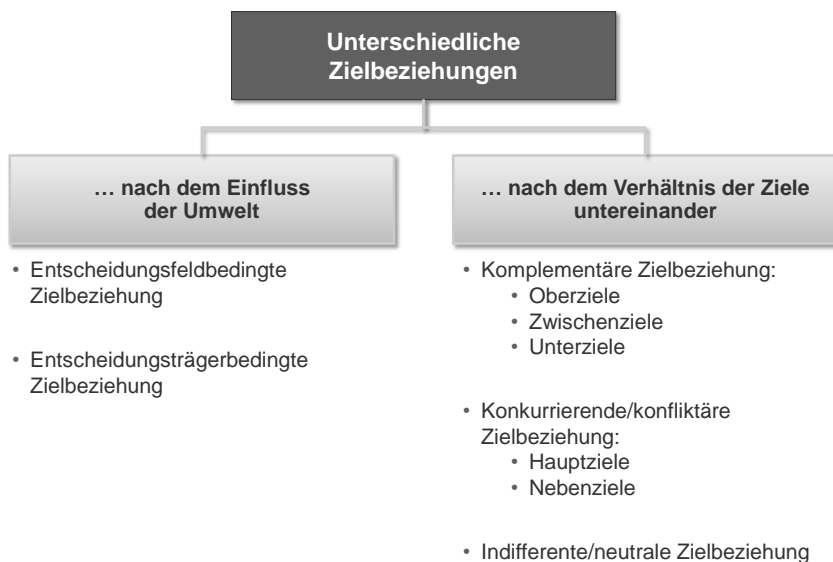 Unterschiedliche
Zielbeziehungen
… nach dem Einfluss
der Umwelt
• Entscheidungsfeldbedingte
Zielbeziehung
• Entscheidungsträgerbedingte
Zielbeziehung
… nach dem Verhältnis der Ziele
untereinander
• Komplementäre Zielbeziehung:
• Oberziele
• Zwischenziele
• Unterziele
• Konkurrierende/konfliktäre
Zielbeziehung:
• Hauptziele
• Nebenziele
• Indifferente/neutrale Zielbeziehung